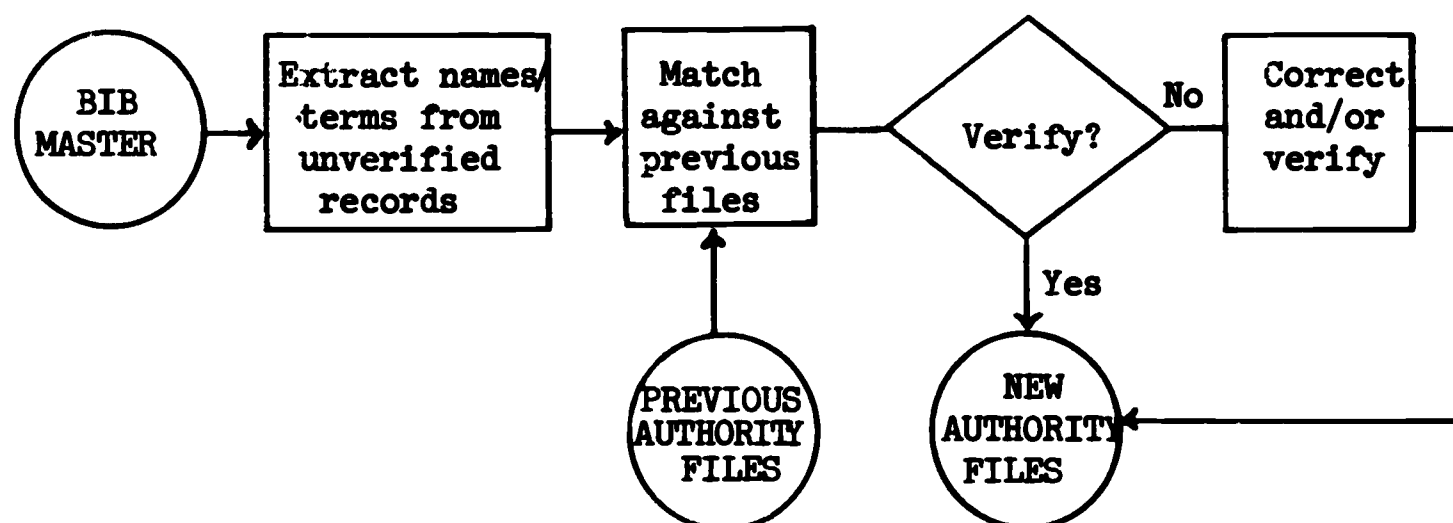 BIB
MASTER
Extract names/
terms from
unverified
records
Match
against
previous
files
Verify?
No
Correct
and/or
verify
Yes
PREVIOUS
AUTHORITY
FILES
NEW
AUTHORITY
FILES